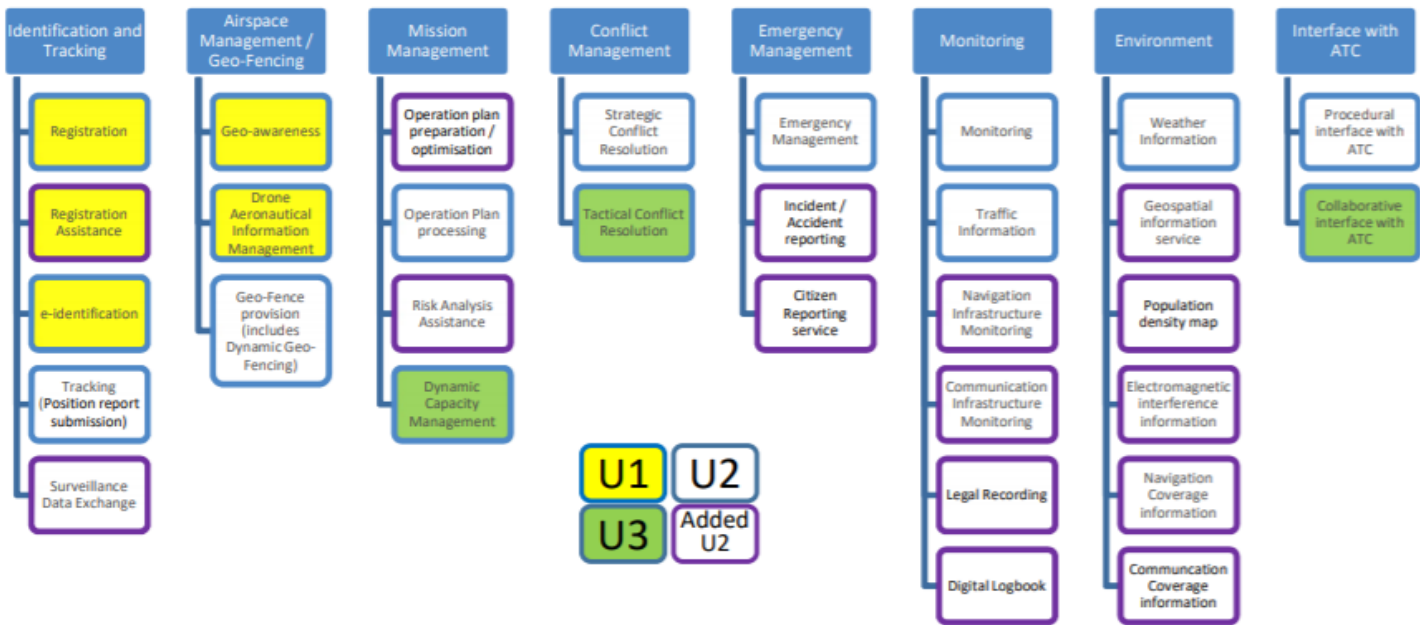 Identification and
Tracking
Registration
Registration
Assistance
e-identification
Tracking
(Position report
submission)
Surveillance
Data Exchange
Airspace
Management /
Geo-Fencing
Geo-awareness
Drone
Aeronautical
Information
Management
Geo-Fence
provision
(includes
Dynamic Geo-
Fencing)
Mission
Management
Operation plan
preparation /
optimisation
Operation Plan
processing
Risk Analysis
Assistance
Dynamic
Capacity
Management
Conflict
Management
Strategic
Conflict
Resolution
Tactical Conflict
Resolution
Emergency
Management
Emergency
Management
Incident /
Accident
reporting
Citizen
Reporting
service
Monitoring
Monitoring
Traffic
Information
Navigation
Infrastructure
Monitoring
Communication
Infrastructure
Monitoring
Legal Recording
Digital Logbook
Environment
Weather
Information
Geospatial
information
service
Population
density map
Electromagnetic
interference
information
Navigation
Coverage
information
Communcation
Coverage
information
Interface with
ATC
Procedural
interface with
ATC
Collaborative
interface with
ATC
U1
U2
U3
Added
U2